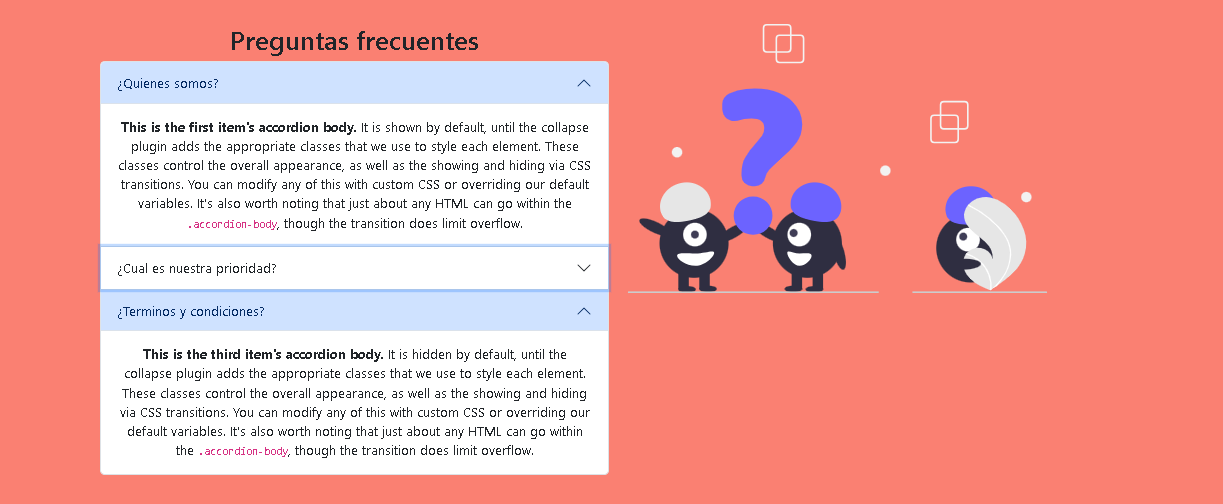 Preguntas frecuentes
¿Quienes somos?
This is the first item's accordion body. It is shown by default, until the collapse
plugin adds the appropriate classes that we use to style each element. These
classes control the overall appearance, as well as the showing and hiding via CSS
transitions. You can modify any of this with custom CSS or overriding our default
variables. It's also worth noting that just about any HTML can go within the
.accordion-body, though the transition does limit overflow.
¿Cual es nuestra prioridad?
¿Terminos y condiciones?
This is the third item's accordion body. It is hidden by default, until the
collapse plugin adds the appropriate classes that we use to style each element.
These classes control the overall appearance, as well as the showing and hiding
via CSS transitions. You can modify any of this with custom CSS or overriding our
default variables. It's also worth noting that just about any HTML can go within
the .accordion-body, though the transition does limit overflow.
?